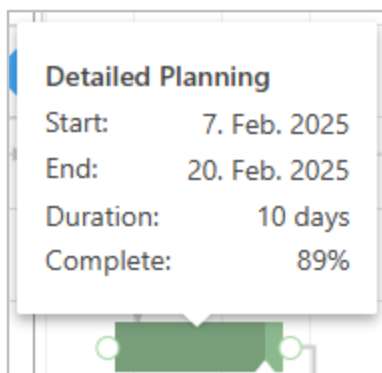 Detailed Planning
Start: 7. Feb. 2025
End: 20. Feb. 2025
Duration: 10 days
Complete: 89%